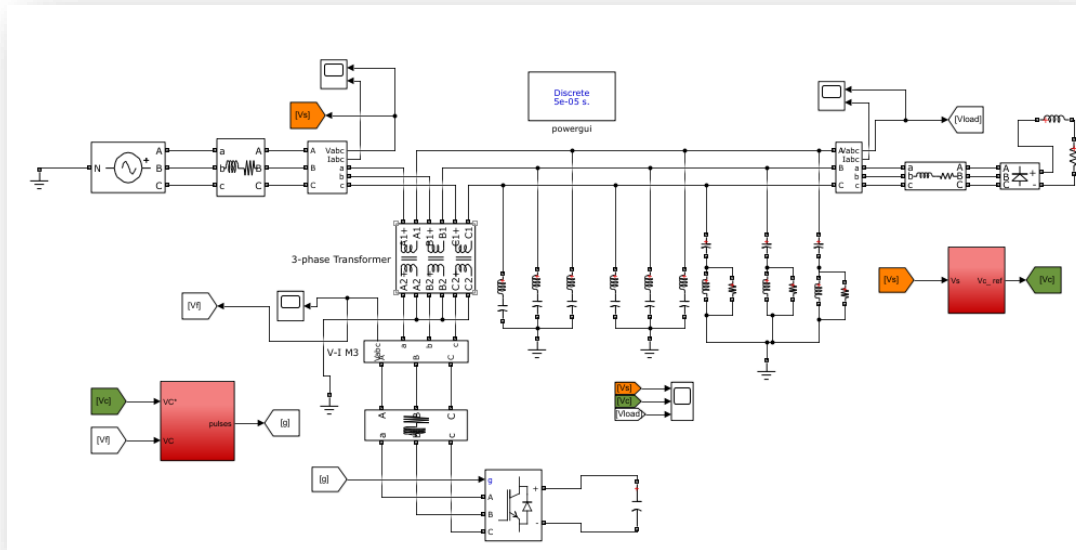 Discrete
5e-05 s.
powergui
[Vs]
[Vload]
N
A
B
C
a
b
c
A
B
C
A
B
C
Vabc
Iabc
a
b
c
A
B
C
Vabc
Iabc
a
b
c
a
b
c
A
B
C
A
B
C
+
-
3-phase Transformer
A1+
A1
B1+
B1
C1+
C1
A2+
A2
B2+
B2
C2+
C2
[Vf]
[Vs]
Vs
Vc_ ref
[Vc]
V-I M3
Vabc
a
b
c
A
B
C
[Vs]
[Vc]
[Vload]
[Vc]
[Vf]
VC*
VC
pulses
[g]
A
B
C
a
b
c
[g]
g
A
B
C
+
-